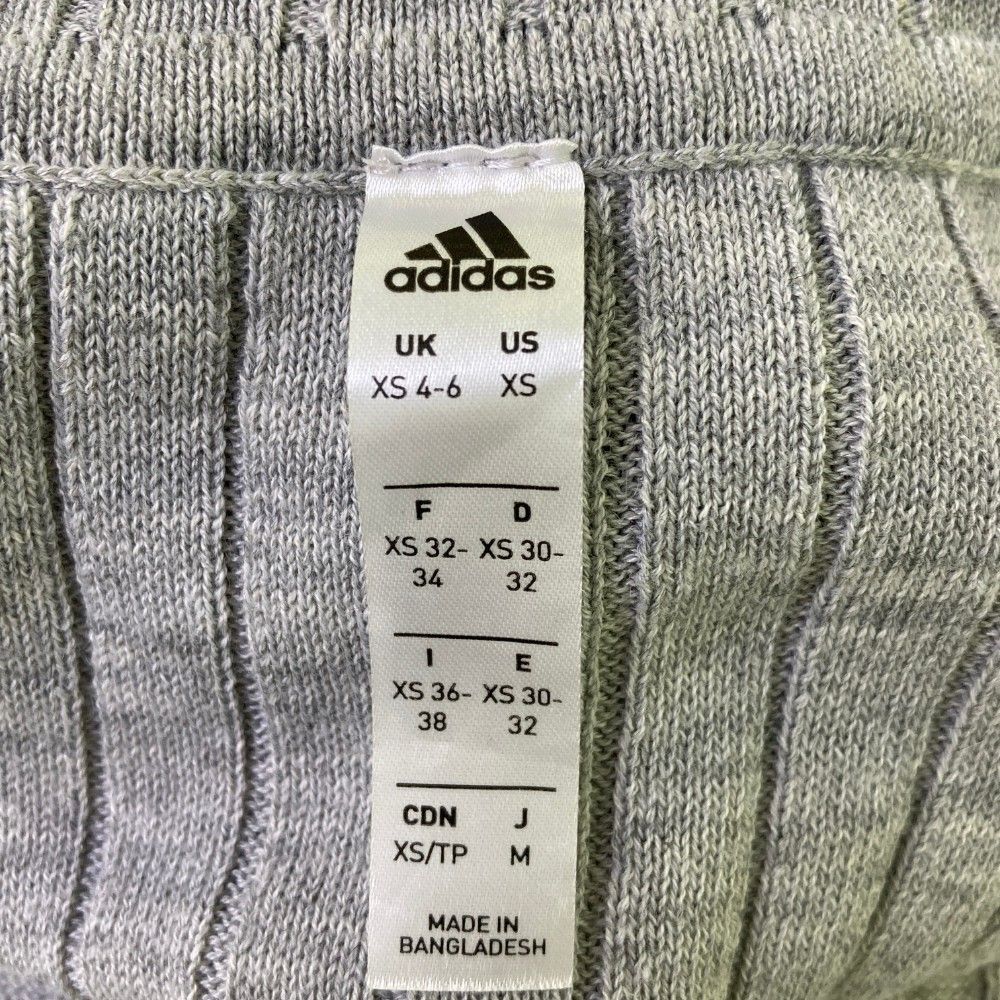 adidas
UK US
XS 4-6 XS
F D
XS 32- XS 30-
34 32
I E
XS 36- XS 30-
38 32
CDN J
XS/TP M
MADE IN
BANGLADESH